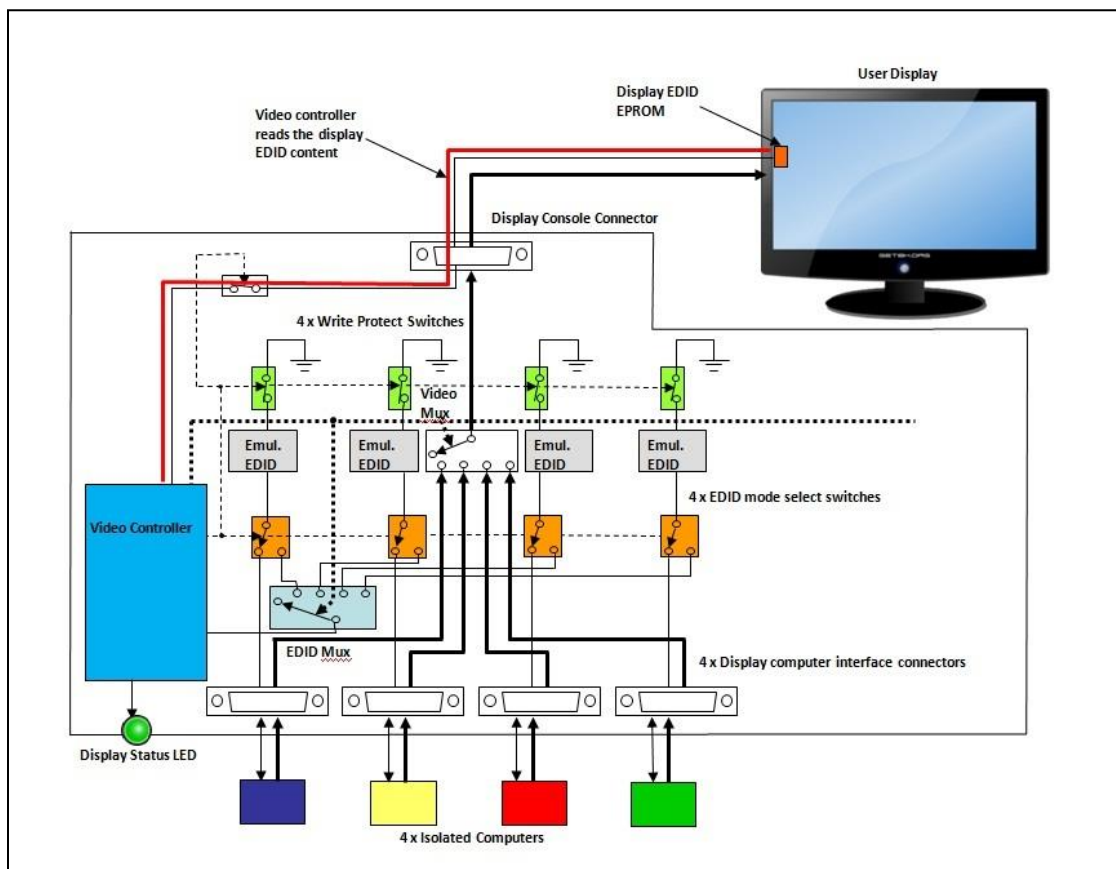 User Display
Display EDID
EPROM
Video controller
reads the display
EDID content
Display Console Connector
4 x Write Protect Switches
Video
Mux
Emul.
EDID
Emul.
EDID
Emul.
EDID
Emul.
EDID
4 x EDID mode select switches
Video Controller
EDID Mux
4 x Display computer interface connectors
Display Status LED
4 x Isolated Computers